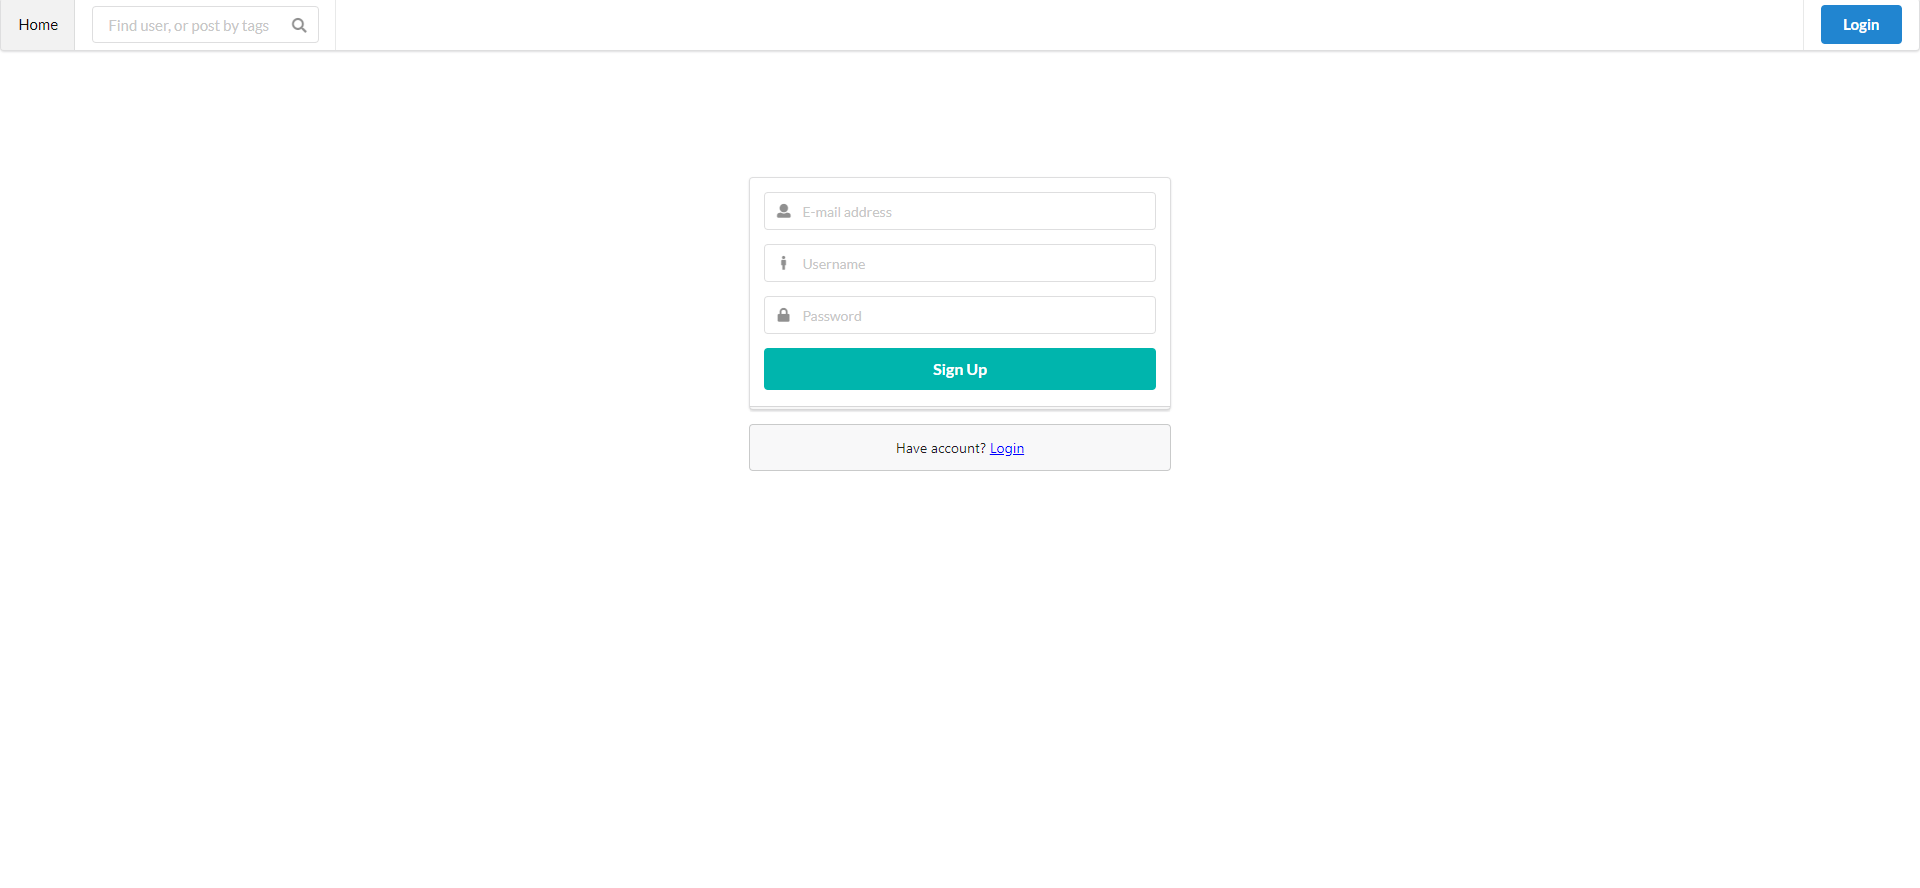 Home
Find user, or post by tags
Login
E-mail address
Username
Password
Sign Up
Have account? Login